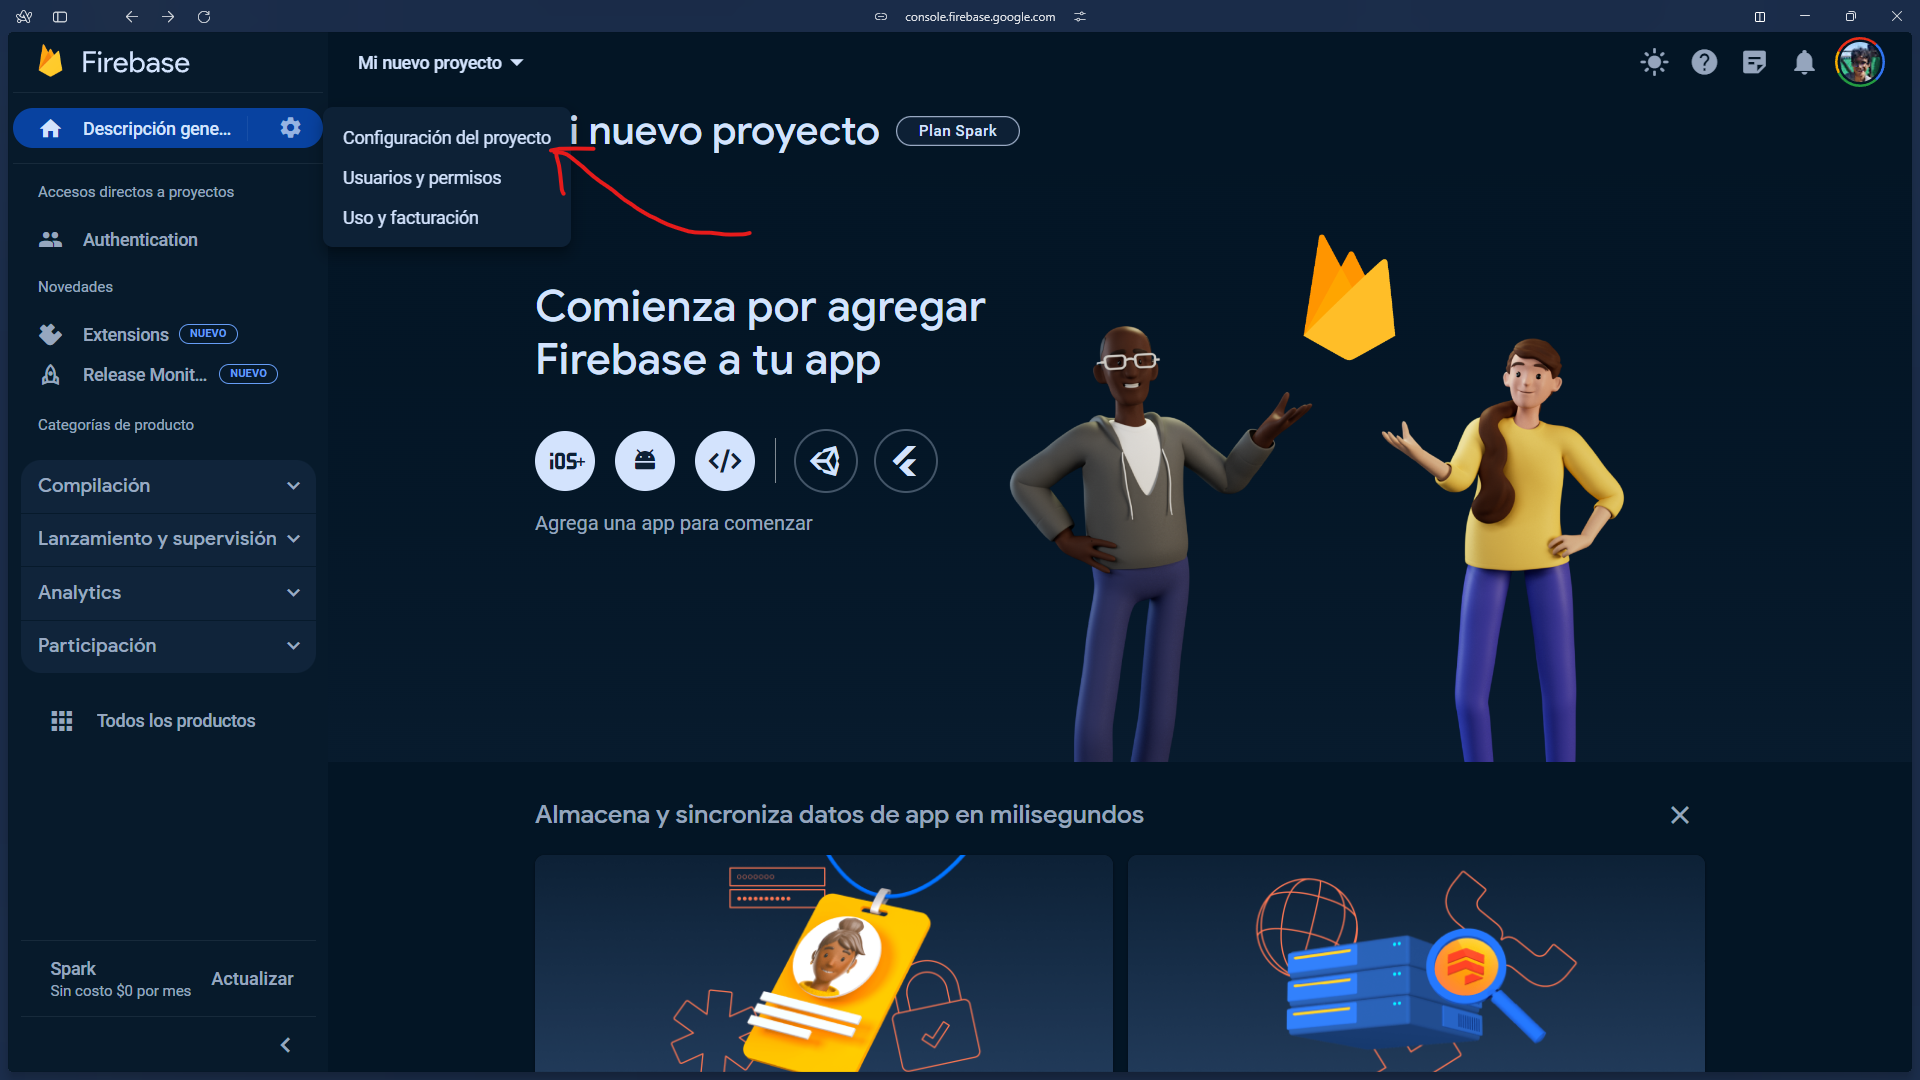 console.firebase.google.com
Firebase
Mi nuevo proyecto
Descripción gene...
Configuración del proyecto
Usuarios y permisos
Uso y facturación
i nuevo proyecto
Plan Spark
Accesos directos a proyectos
Authentication
Novedades
Extensions NUEVO
Release Monit... NUEVO
Categorías de producto
Compilación
Lanzamiento y supervisión
Analytics
Participación
Todos los productos
Spark
Sin costo $0 por mes
Actualizar
Comienza por agregar
Firebase a tu app
iOS+
Agrega una app para comenzar
Almacena y sincroniza datos de app en milisegundos